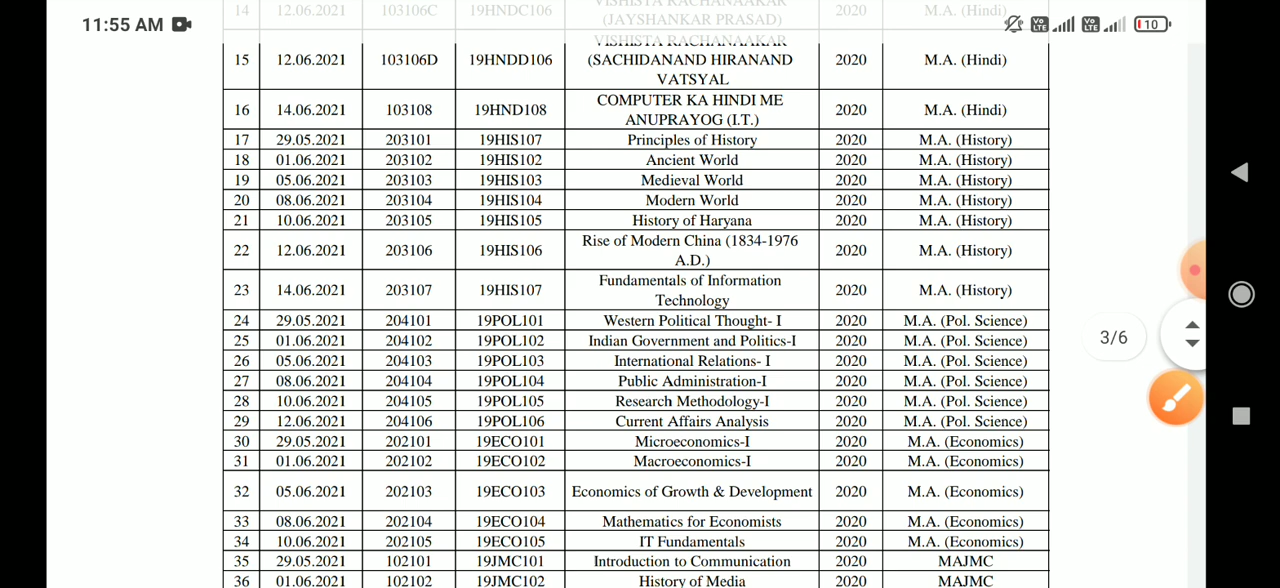 14 12.06.2021 103106C 19HNDC106 VISHISTA RACHANAAKAR (JAYSHANKAR PRASAD) 2020 M.A. (Hindi)
11:55 AM
Vo LTE Vo LTE 10
15 12.06.2021 103106D 19HNDD106 VISHISTA RACHANAAKAR (SACHIDANAND HIRANAND VATSYAL 2020 M.A. (Hindi)
16 14.06.2021 103108 19HND108 COMPUTER KA HINDI ME ANUPRAYOG (I.T.) 2020 M.A. (Hindi)
17 29.05.2021 203101 19HIS107 Principles of History 2020 M.A. (History)
18 01.06.2021 203102 19HIS102 Ancient World 2020 M.A. (History)
19 05.06.2021 203103 19HIS103 Medieval World 2020 M.A. (History)
20 08.06.2021 203104 19HIS104 Modern World 2020 M.A. (History)
21 10.06.2021 203105 19HIS105 History of Haryana 2020 M.A. (History)
22 12.06.2021 203106 19HIS106 Rise of Modern China (1834-1976 A.D.) 2020 M.A. (History)
23 14.06.2021 203107 19HIS107 Fundamentals of Information Technology 2020 M.A. (History)
24 29.05.2021 204101 19POL101 Western Political Thought- I 2020 M.A. (Pol. Science)
25 01.06.2021 204102 19POL102 Indian Government and Politics-I 2020 M.A. (Pol. Science)
3/6
26 05.06.2021 204103 19POL103 International Relations- I 2020 M.A. (Pol. Science)
27 08.06.2021 204104 19POL104 Public Administration-I 2020 M.A. (Pol. Science)
28 10.06.2021 204105 19POL105 Research Methodology-I 2020 M.A. (Pol. Science)
29 12.06.2021 204106 19POL106 Current Affairs Analysis 2020 M.A. (Pol. Science)
30 29.05.2021 202101 19ECO101 Microeconomics-I 2020 M.A. (Economics)
31 01.06.2021 202102 19ECO102 Macroeconomics-I 2020 M.A. (Economics)
32 05.06.2021 202103 19ECO103 Economics of Growth & Development 2020 M.A. (Economics)
33 08.06.2021 202104 19ECO104 Mathematics for Economists 2020 M.A. (Economics)
34 10.06.2021 202105 19ECO105 IT Fundamentals 2020 M.A. (Economics)
35 29.05.2021 102101 19JMC101 Introduction to Communication 2020 MAJMC
36 01.06.2021 102102 19JMC102 History of Media 2020 MAJMC